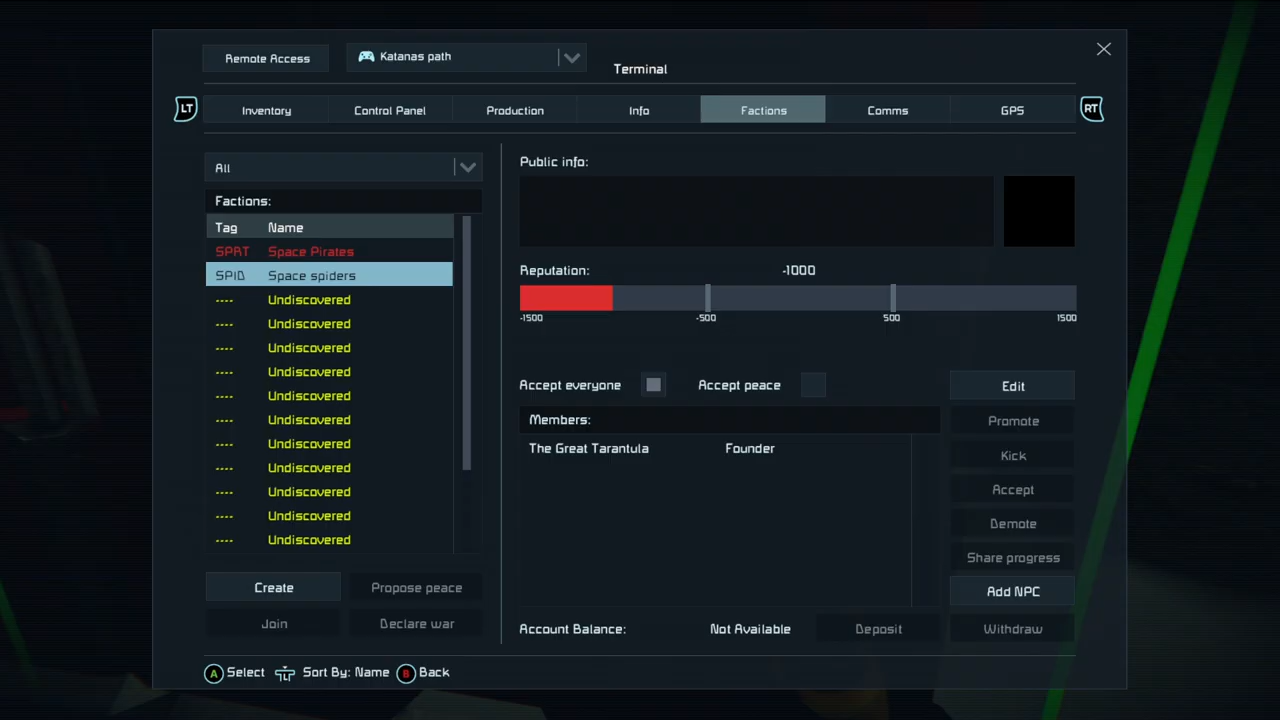 Remote Access
Katanas path
Terminal
LT
Inventory
Control Panel
Production
Info
Factions
Comms
GPS
RT
All
Factions:
Tag Name
SPRT Space Pirates
SPID Space spiders
---- Undiscovered
---- Undiscovered
---- Undiscovered
---- Undiscovered
---- Undiscovered
---- Undiscovered
---- Undiscovered
---- Undiscovered
---- Undiscovered
---- Undiscovered
---- Undiscovered
Create
Propose peace
Join
Declare war
Public info:
Reputation: -1000
-1500 -500 500 1500
Accept everyone
Accept peace
Members:
The Great Tarantula Founder
Edit
Promote
Kick
Accept
Demote
Share progress
Add NPC
Account Balance: Not Available
Deposit
Withdraw
A Select Sort By: Name B Back